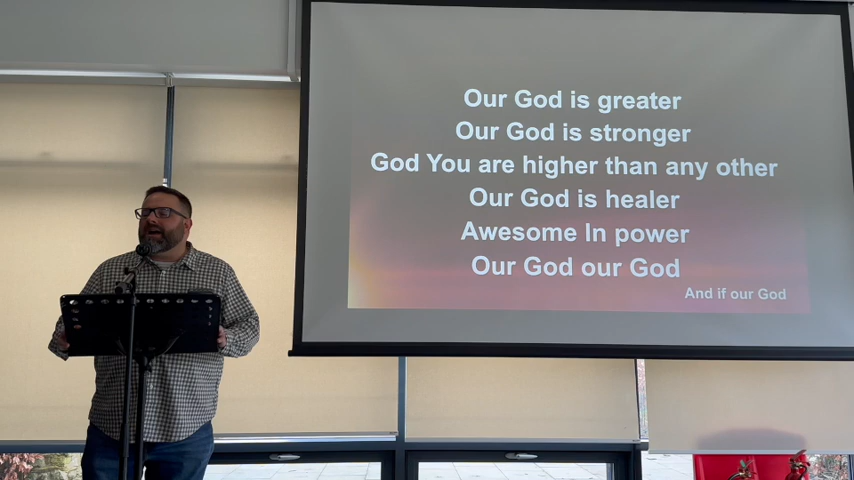 Our God is greater
Our God is stronger
God You are higher than any other
Our God is healer
Awesome In power
Our God our God
And if our God